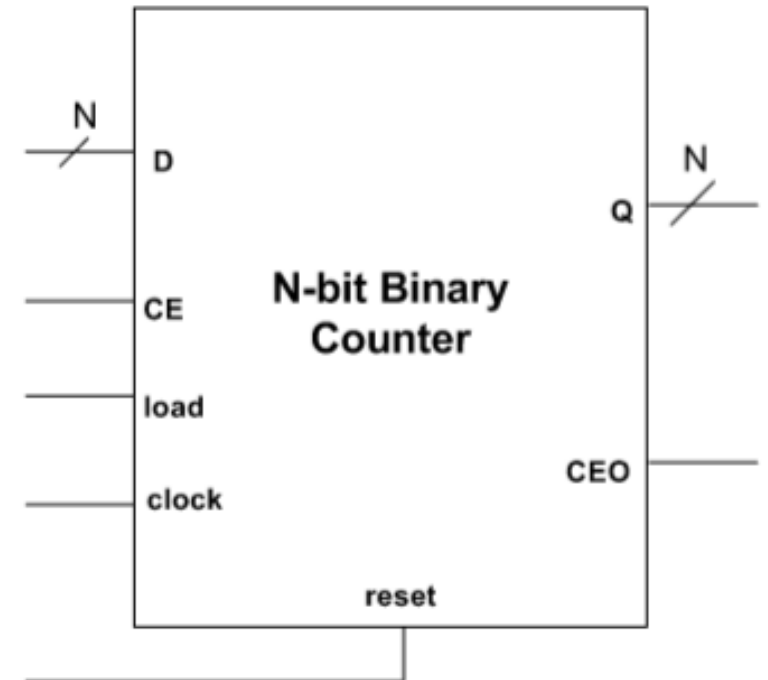 N
D
N
Q
CE
N-bit Binary
Counter
load
CEO
clock
reset